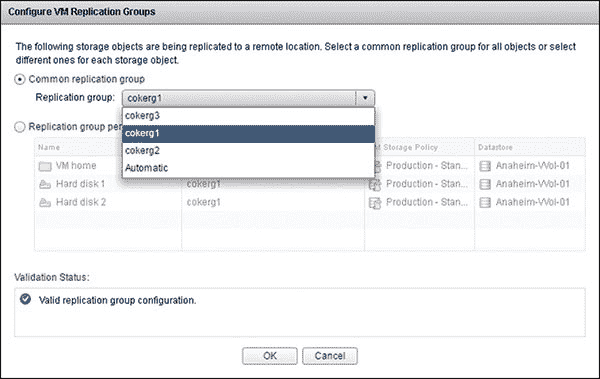 Configure VM Replication Groups
The following storage objects are being replicated to a remote location. Select a common replication group for all objects or select
different ones for each storage object.
Common replication group
Replication group: cokerg1
cokerg3
cokerg1
cokerg2
Automatic
Replication group per
Name M Storage Policy Datastore
VM home Production - Stan... Anaheim-VVol-01
Hard disk 1 cokerg1 Production - Stan... Anaheim-VVol-01
Hard disk 2 cokerg1 Production - Stan... Anaheim-VVol-01
Validation Status:
Valid replication group configuration.
OK Cancel